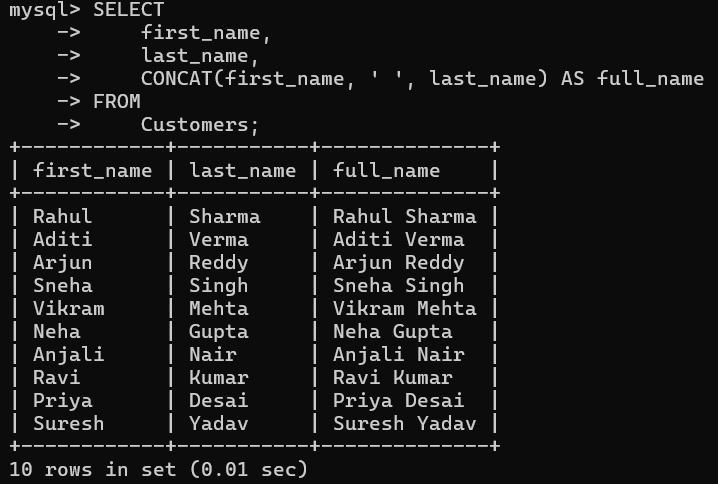 mysql> SELECT
    ->     first_name,
    ->     last_name,
    ->     CONCAT(first_name, ' ', last_name) AS full_name
    -> FROM
    ->     Customers;
+------------+-----------+--------------+
| first_name | last_name | full_name    |
+------------+-----------+--------------+
| Rahul      | Sharma    | Rahul Sharma |
| Aditi      | Verma     | Aditi Verma  |
| Arjun      | Reddy     | Arjun Reddy  |
| Sneha      | Singh     | Sneha Singh  |
| Vikram     | Mehta     | Vikram Mehta |
| Neha       | Gupta     | Neha Gupta   |
| Anjali     | Nair      | Anjali Nair  |
| Ravi       | Kumar     | Ravi Kumar   |
| Priya      | Desai     | Priya Desai  |
| Suresh     | Yadav     | Suresh Yadav |
+------------+-----------+--------------+
10 rows in set (0.01 sec)